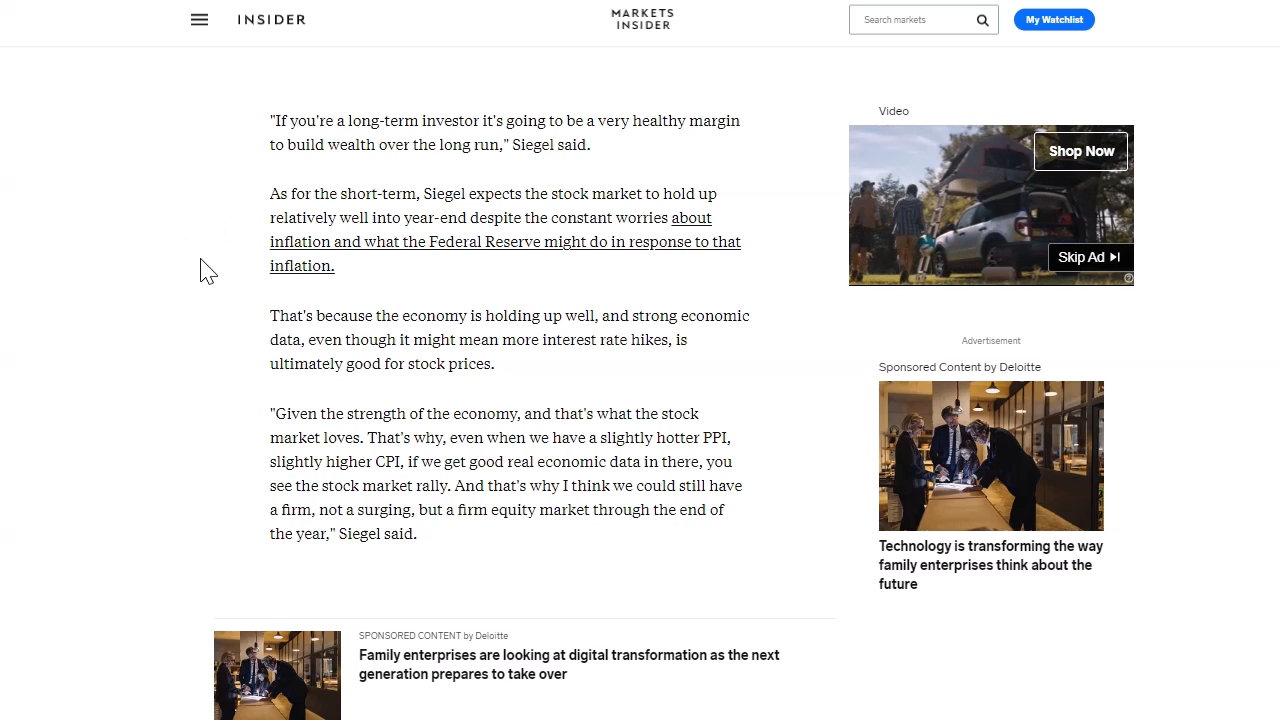 INSIDER
MARKETS
INSIDER
Search markets
My Watchlist
"If you're a long-term investor it's going to be a very healthy margin
to build wealth over the long run," Siegel said.
As for the short-term, Siegel expects the stock market to hold up
relatively well into year-end despite the constant worries about
inflation and what the Federal Reserve might do in response to that
inflation.
That's because the economy is holding up well, and strong economic
data, even though it might mean more interest rate hikes, is
ultimately good for stock prices.
"Given the strength of the economy, and that's what the stock
market loves. That's why, even when we have a slightly hotter PPI,
slightly higher CPI, if we get good real economic data in there, you
see the stock market rally. And that's why I think we could still have
a firm, not a surging, but a firm equity market through the end of
the year," Siegel said.
Video
Shop Now
Skip Ad
Advertisement
Sponsored Content by Deloitte
Technology is transforming the way
family enterprises think about the
future
SPONSORED CONTENT by Deloitte
Family enterprises are looking at digital transformation as the next
generation prepares to take over